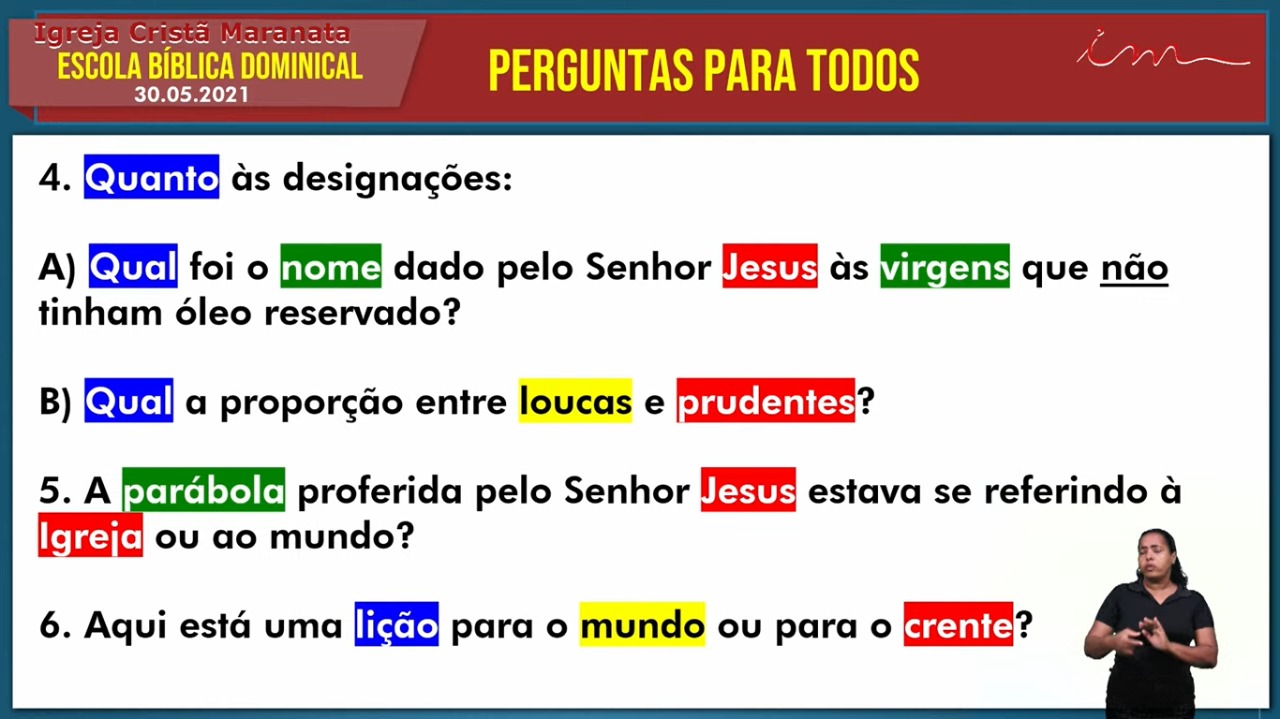 Igreja Cristã Maranata
ESCOLA BÍBLICA DOMINICAL
30.05.2021
PERGUNTAS PARA TODOS
im
4. Quanto às designações:
A) Qual foi o nome dado pelo Senhor Jesus às virgens que não
tinham óleo reservado?
B) Qual a proporção entre loucas e prudentes?
5. A parábola proferida pelo Senhor Jesus estava se referindo à
Igreja ou ao mundo?
6. Aqui está uma lição para o mundo ou para o crente?